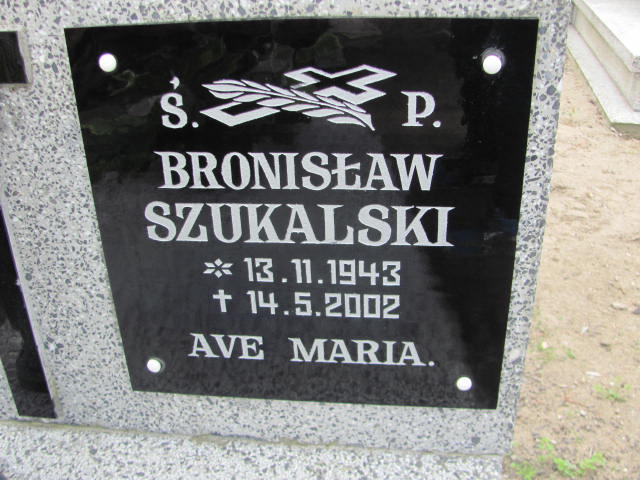 Ś. P.
BRONISŁAW
SZUKALSKI
* 13.11.1943
† 14.5.2002
AVE MARIA.